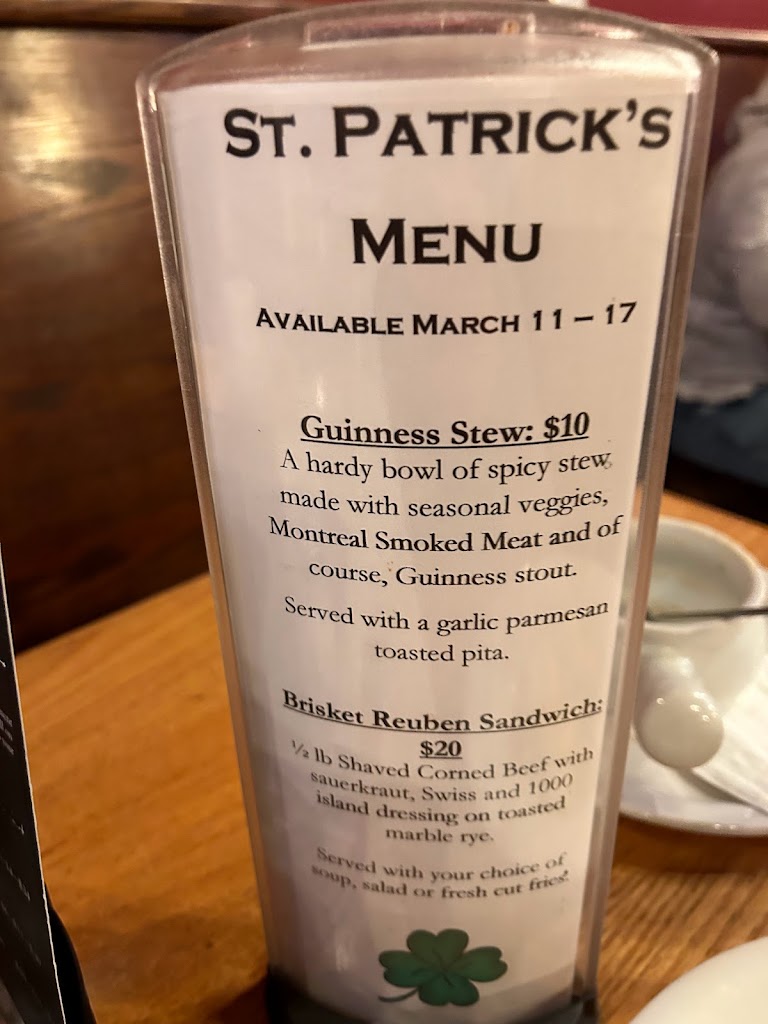 ST. PATRICK'S
MENU
AVAILABLE MARCH 11 – 17
Guinness Stew: $10
A hardy bowl of spicy stew,
made with seasonal veggies,
Montreal Smoked Meat and of
course, Guinness stout.
Served with a garlic parmesan
toasted pita.
Brisket Reuben Sandwich:
$20
½ lb Shaved Corned Beef with
sauerkraut, Swiss and 1000
island dressing on toasted
marble rye.
Served with your choice of
soup, salad or fresh cut fries!